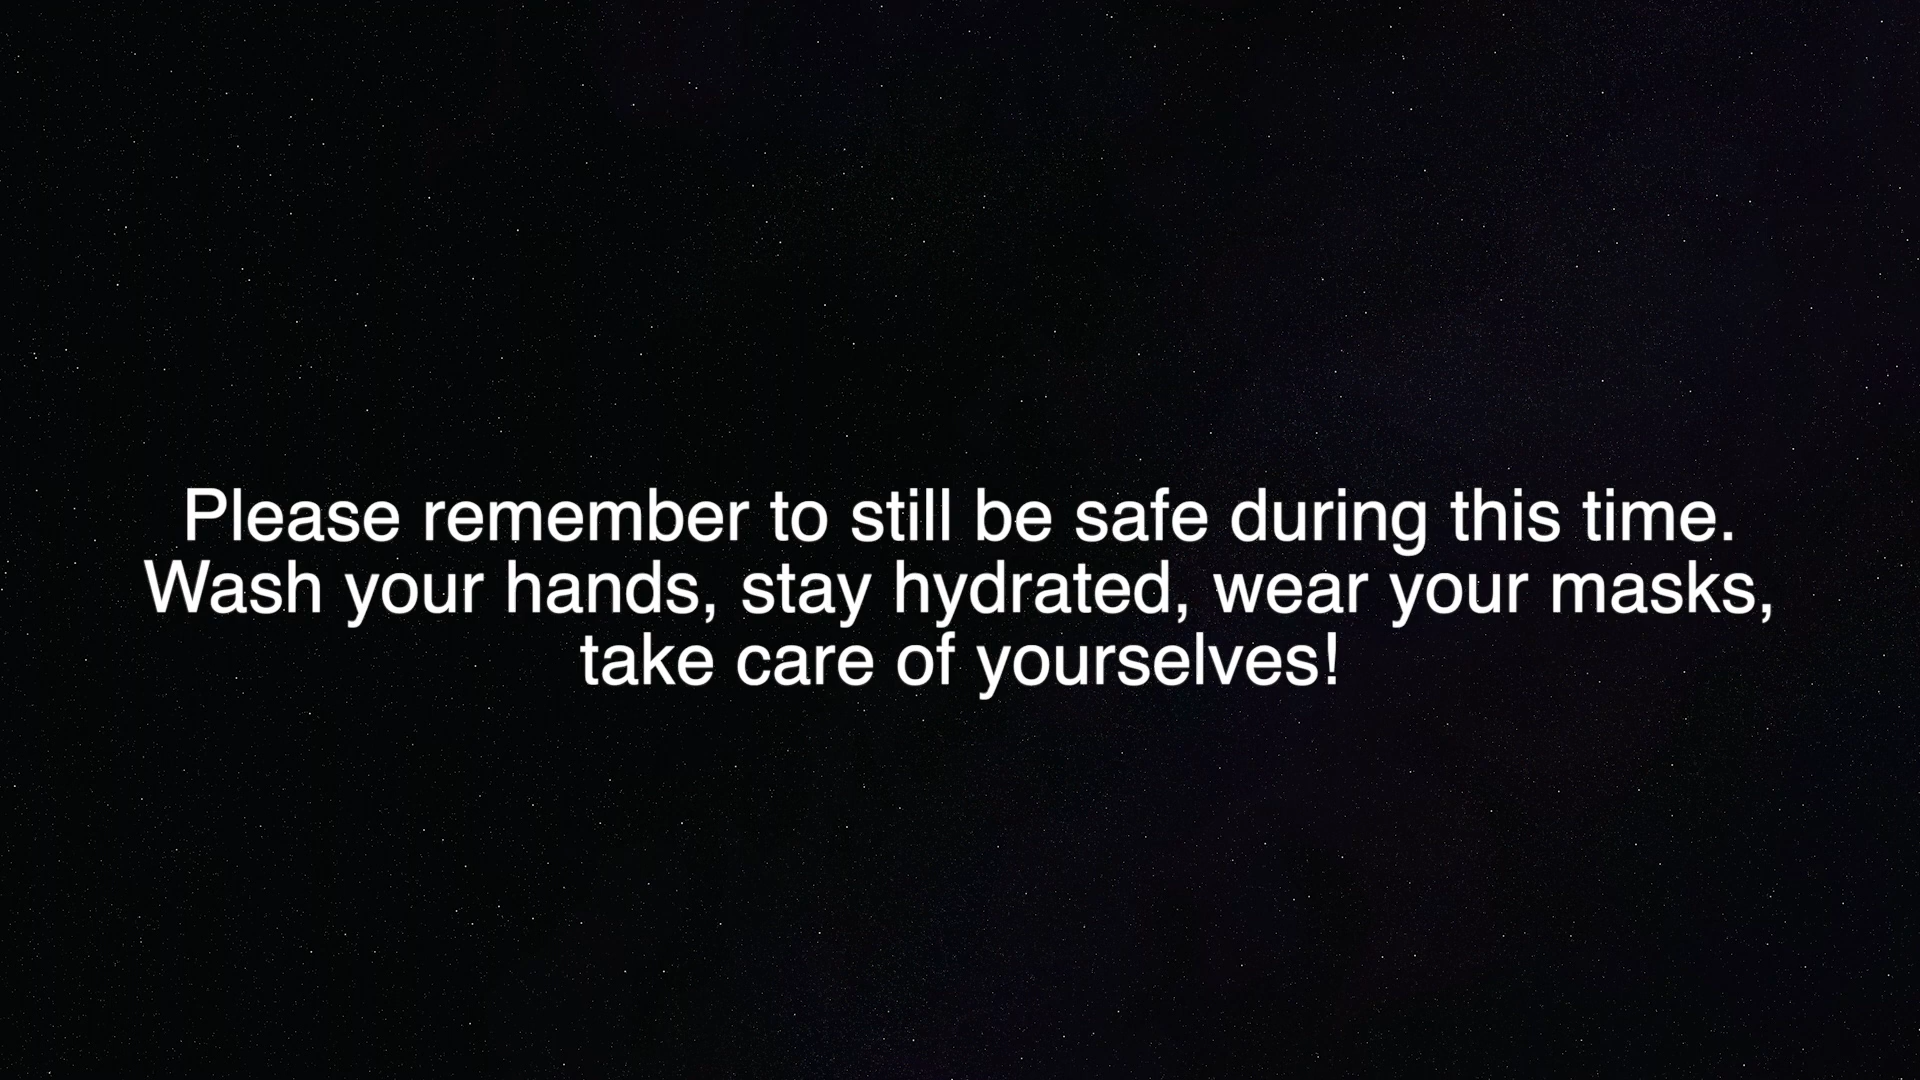 Please remember to still be safe during this time.
Wash your hands, stay hydrated, wear your masks,
take care of yourselves!